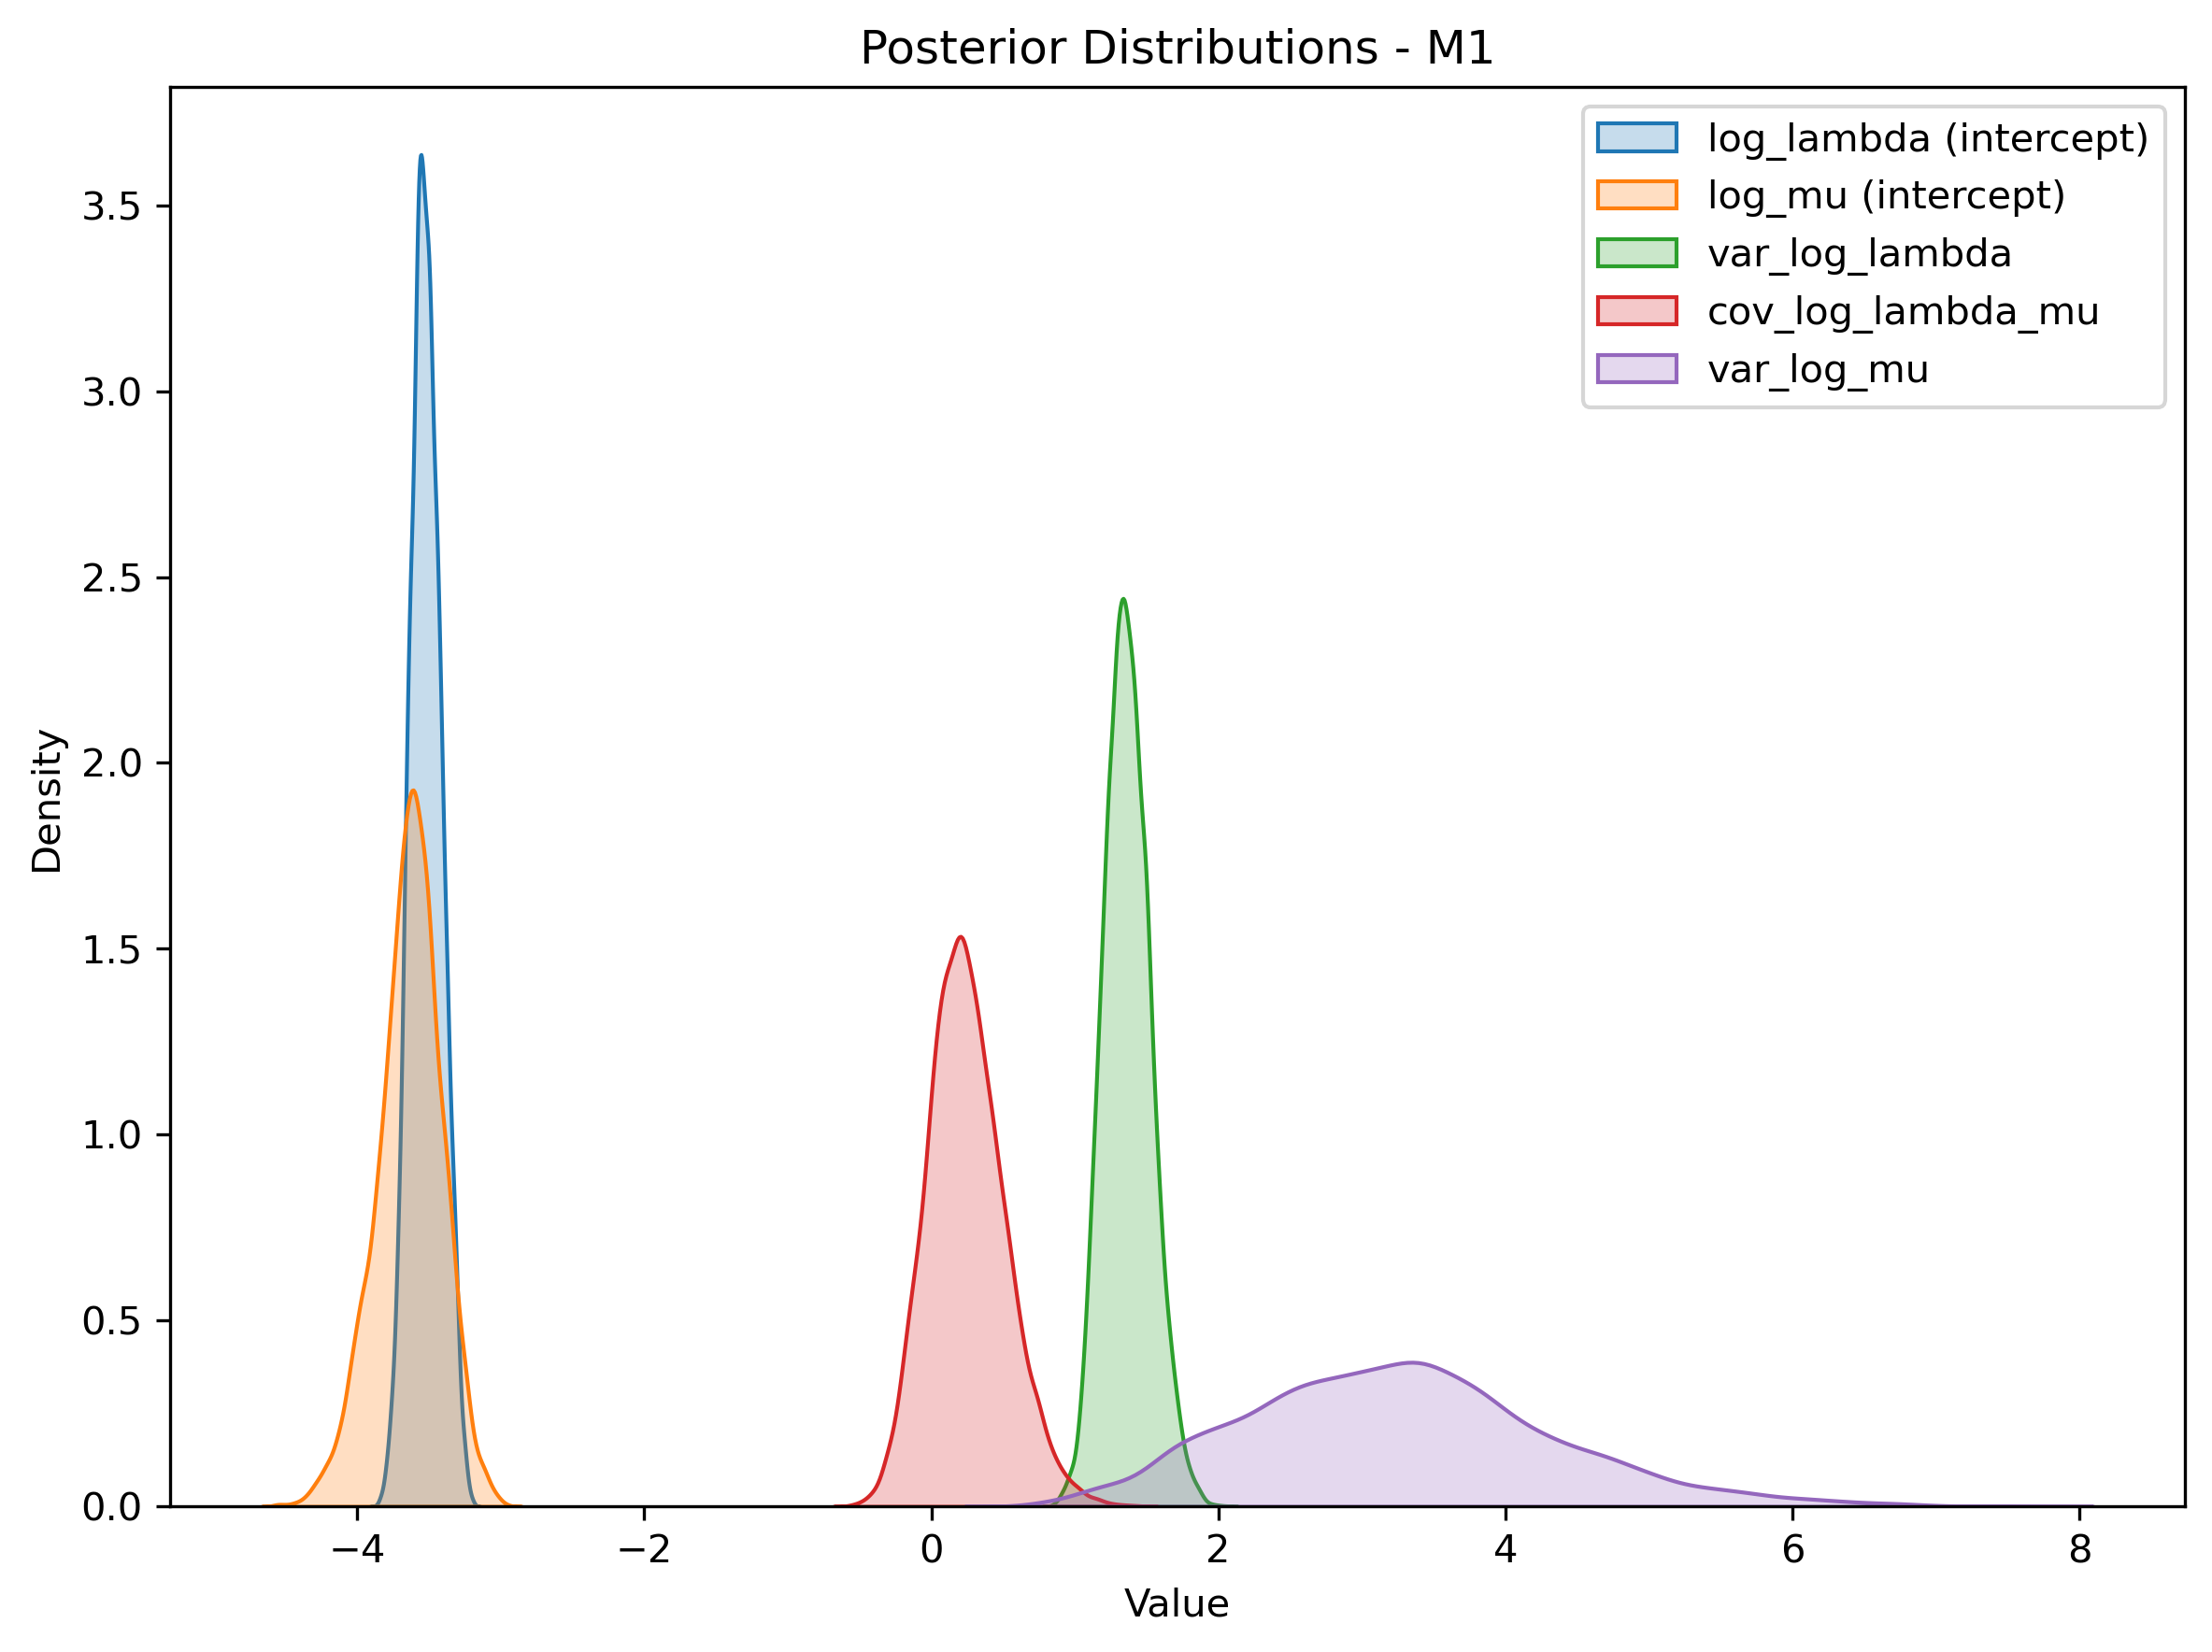 Posterior Distributions - M1
log_lambda (intercept)
log_mu (intercept)
var_log_lambda
cov_log_lambda_mu
var_log_mu
Density
3.5
3.0
2.5
2.0
1.5
1.0
0.5
0.0
−4 −2 0 2 4 6 8
Value